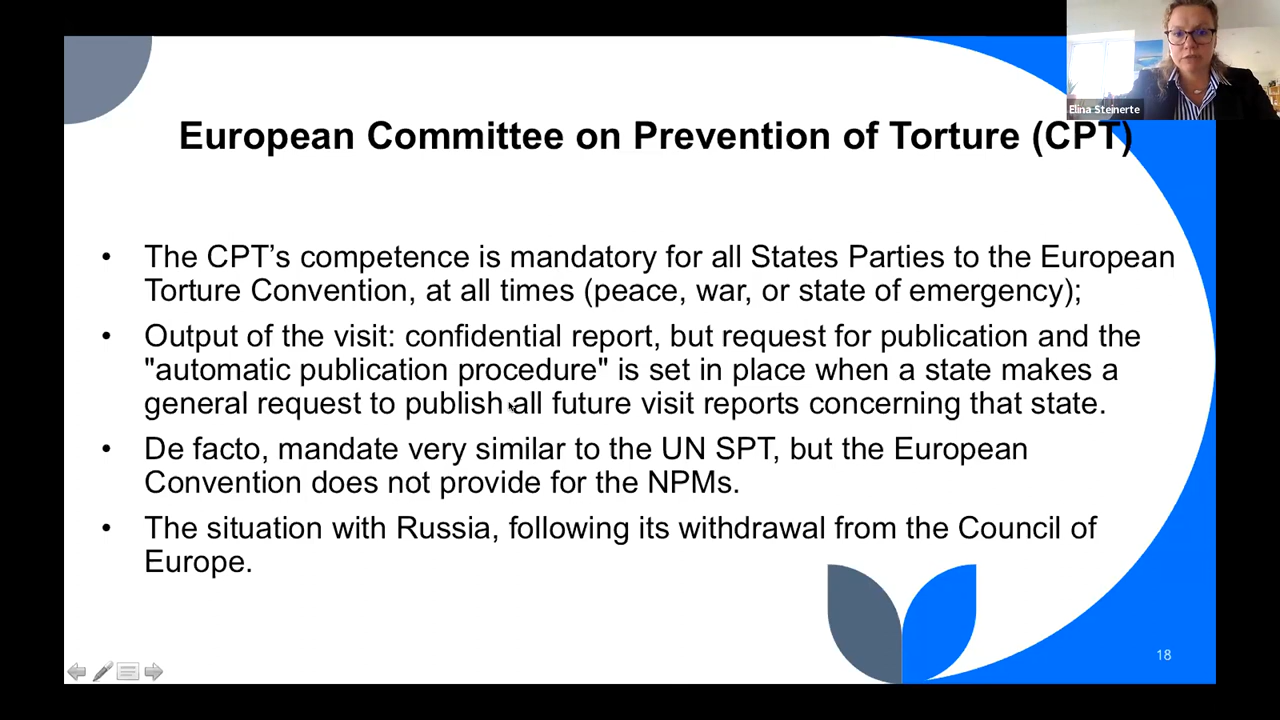 Elina Steinerte
European Committee on Prevention of Torture (CPT)
• The CPT’s competence is mandatory for all States Parties to the European
Torture Convention, at all times (peace, war, or state of emergency);
• Output of the visit: confidential report, but request for publication and the
"automatic publication procedure" is set in place when a state makes a
general request to publish all future visit reports concerning that state.
• De facto, mandate very similar to the UN SPT, but the European
Convention does not provide for the NPMs.
• The situation with Russia, following its withdrawal from the Council of
Europe.
18